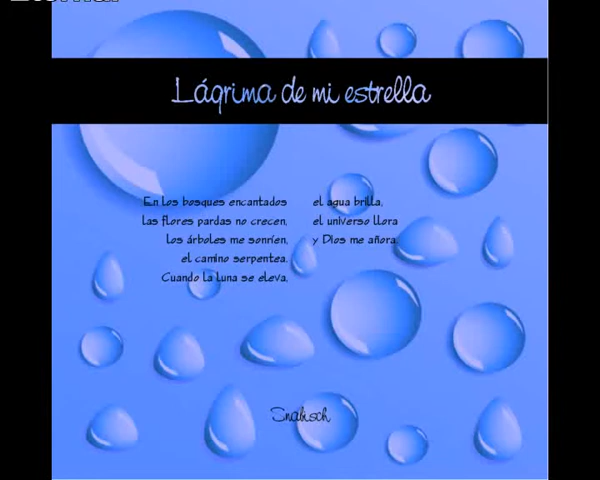 Lágrima de mi estrella
En los bosques encantados
las flores pardas no crecen,
los árboles me sonríen,
el camino serpentea.
Cuando la luna se eleva,
el agua brilla,
el universo llora
y Dios me añora.